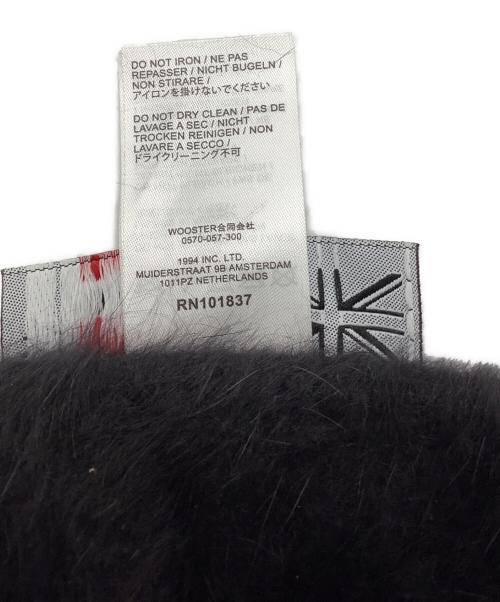 DO NOT IRON / NE PAS
REPASSER / NICHT BUGELN /
NON STIRARE /
アイロンを掛けないでください
DO NOT DRY CLEAN / PAS DE
LAVAGE A SEC / NICHT
TROCKEN REINIGEN / NON
LAVARE A SECCO /
ドライクリーニング不可
WOOSTER合同会社
0570-057-300
1994 INC. LTD.
MUIDERSTRAAT 9B AMSTERDAM
1011PZ NETHERLANDS
RN101837